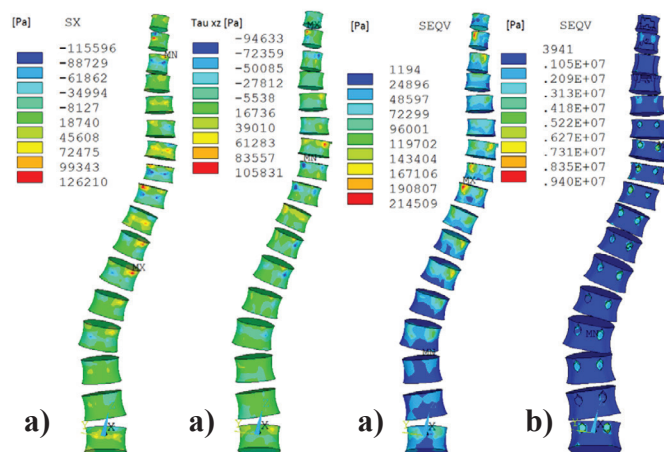 [Pa] SX
-115596
-88729
-61862
-34994
-8127
18740
45608
72475
99343
126210
MN
MX
X
a)
Tau xz [Pa]
-94633
-72359
-50085
-27812
-5538
16736
39010
61283
83557
105831
MX
MN
X
a)
[Pa] SEQV
1194
24896
48597
72299
96001
119702
143404
167106
190807
214509
MX
MN
X
a)
[Pa] SEQV
3941
.105E+07
.209E+07
.313E+07
.418E+07
.522E+07
.627E+07
.731E+07
.835E+07
.940E+07
MN
X
b)